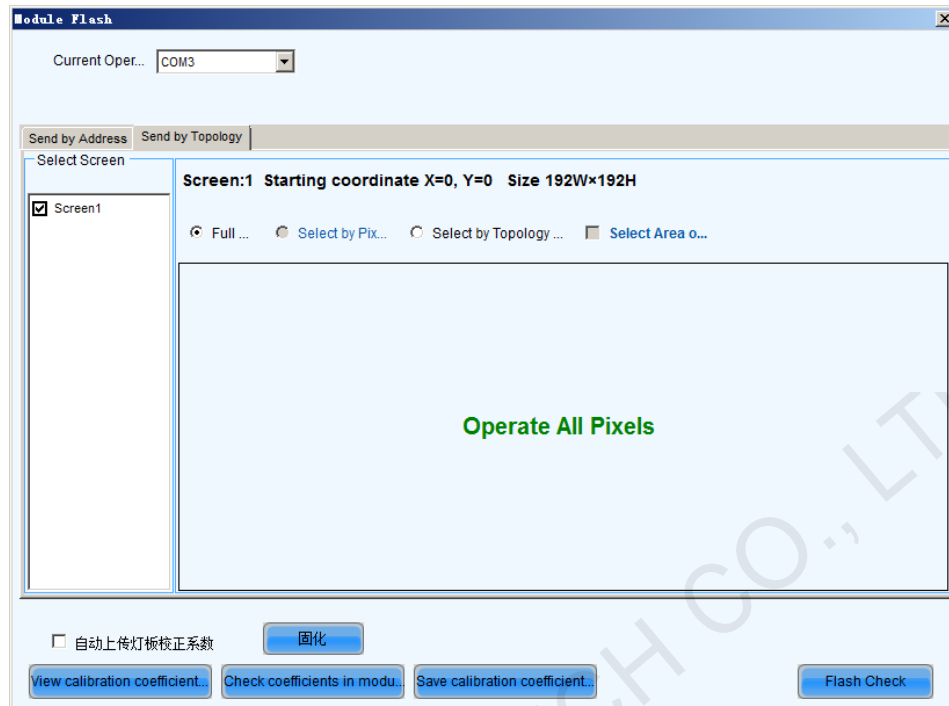 Module Flash
Current Oper... COM3
Send by Address Send by Topology
Select Screen
Screen:1 Starting coordinate X=0, Y=0 Size 192W×192H
Screen1
Full ... Select by Pix... Select by Topology ... Select Area o...
Operate All Pixels
自动上传灯板校正系数 固化
View calibration coefficient... Check coefficients in modu... Save calibration coefficient... Flash Check
CH CO., LT